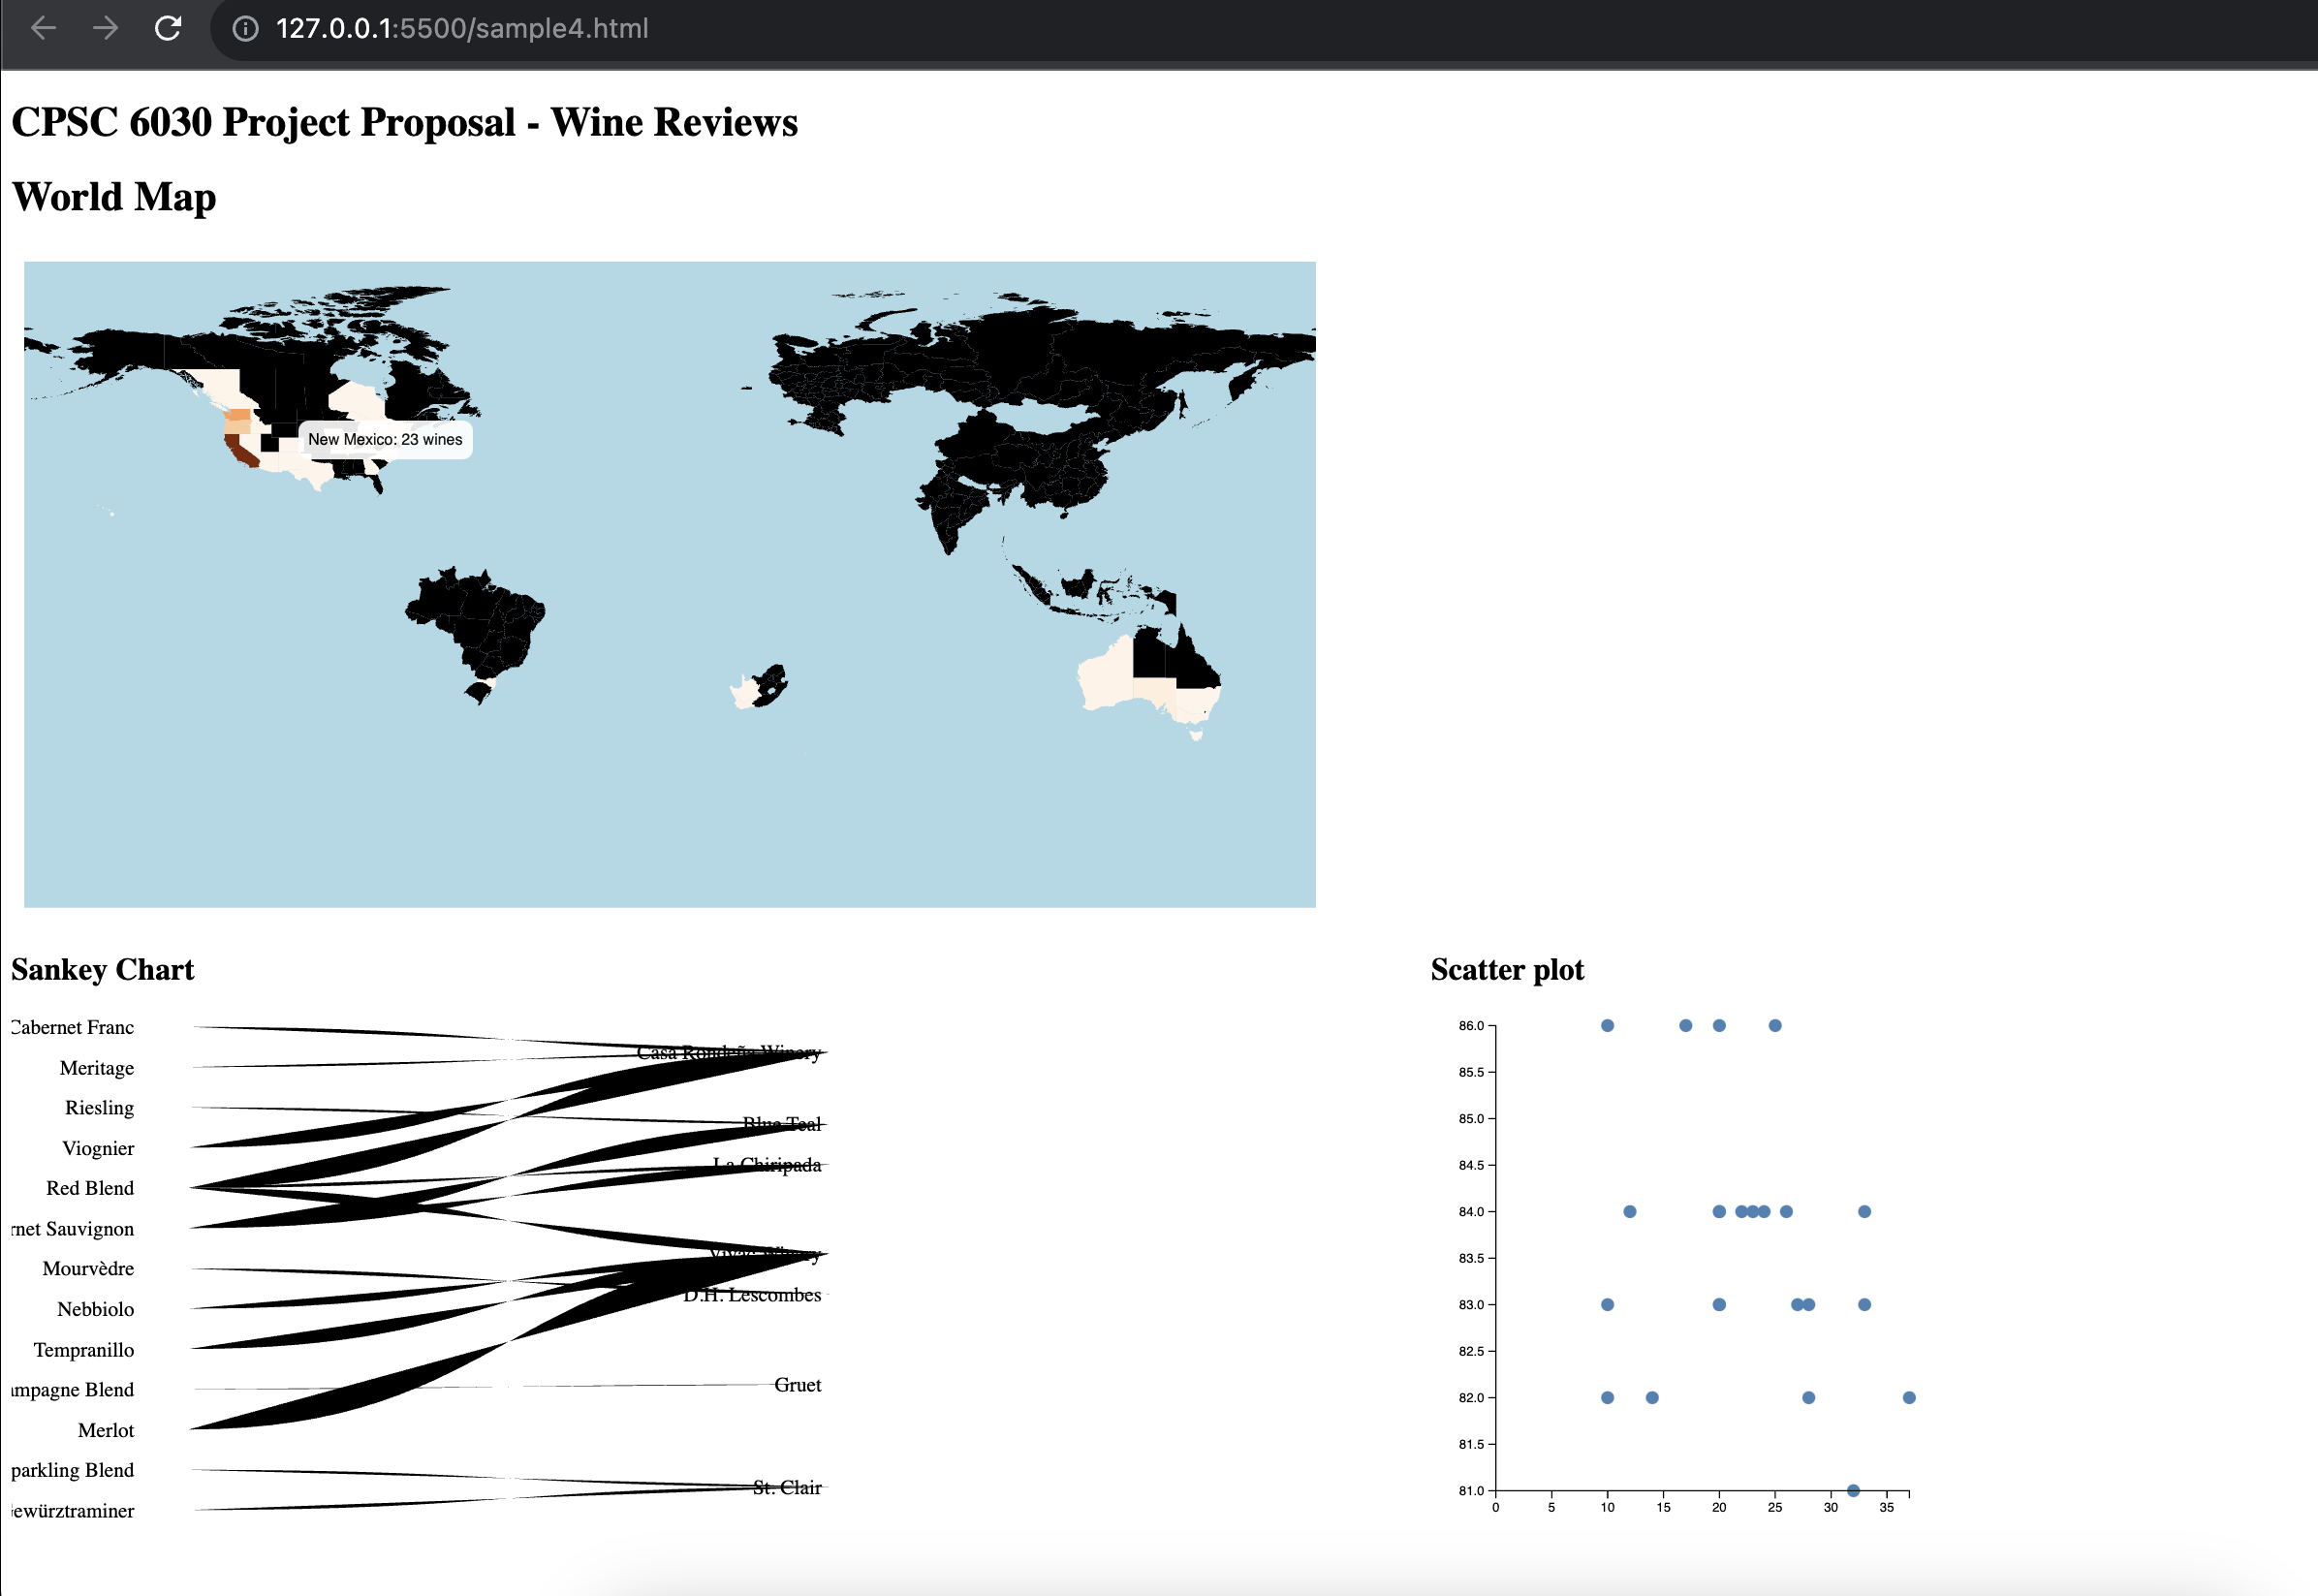 127.0.0.1:5500/sample4.html
CPSC 6030 Project Proposal - Wine Reviews
World Map
New Mexico: 23 wines
Sankey Chart
Cabernet Franc
Meritage
Riesling
Viognier
Red Blend
rnet Sauvignon
Mourvèdre
Nebbiolo
Tempranillo
mpagne Blend
Merlot
parkling Blend
ewürztraminer
Casa Rondeña Winery
Blue Teal
La Chiripada
Vivác Winery
D.H. Lescombes
Gruet
St. Clair
Scatter plot
86.0
85.5
85.0
84.5
84.0
83.5
83.0
82.5
82.0
81.5
81.0
0 5 10 15 20 25 30 35